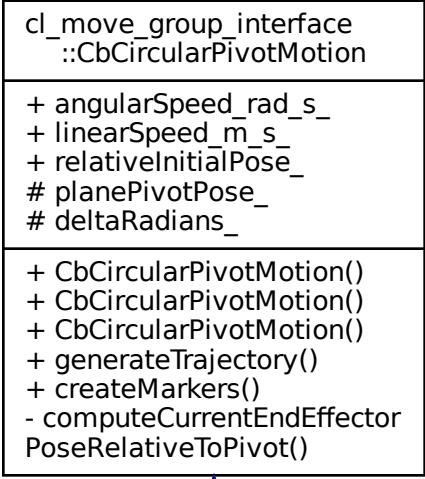 cl_move_group_interface
::CbCircularPivotMotion
+ angularSpeed_rad_s_
+ linearSpeed_m_s_
+ relativeInitialPose_
# planePivotPose_
# deltaRadians_
+ CbCircularPivotMotion()
+ CbCircularPivotMotion()
+ CbCircularPivotMotion()
+ generateTrajectory()
+ createMarkers()
- computeCurrentEndEffector
PoseRelativeToPivot()